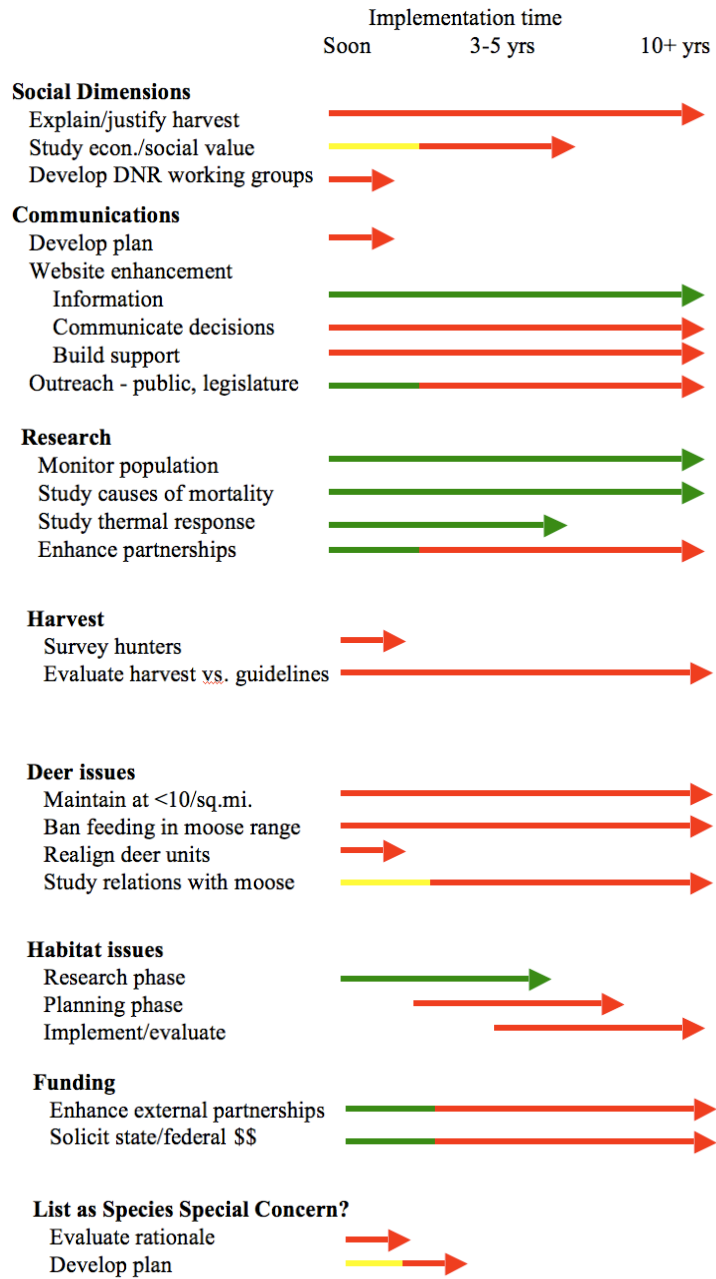 Implementation time
Soon 3-5 yrs 10+ yrs
Social Dimensions
Explain/justify harvest
Study econ./social value
Develop DNR working groups
Communications
Develop plan
Website enhancement
Information
Communicate decisions
Build support
Outreach - public, legislature
Research
Monitor population
Study causes of mortality
Study thermal response
Enhance partnerships
Harvest
Survey hunters
Evaluate harvest vs. guidelines
Deer issues
Maintain at <10/sq.mi.
Ban feeding in moose range
Realign deer units
Study relations with moose
Habitat issues
Research phase
Planning phase
Implement/evaluate
Funding
Enhance external partnerships
Solicit state/federal $$
List as Species Special Concern?
Evaluate rationale
Develop plan